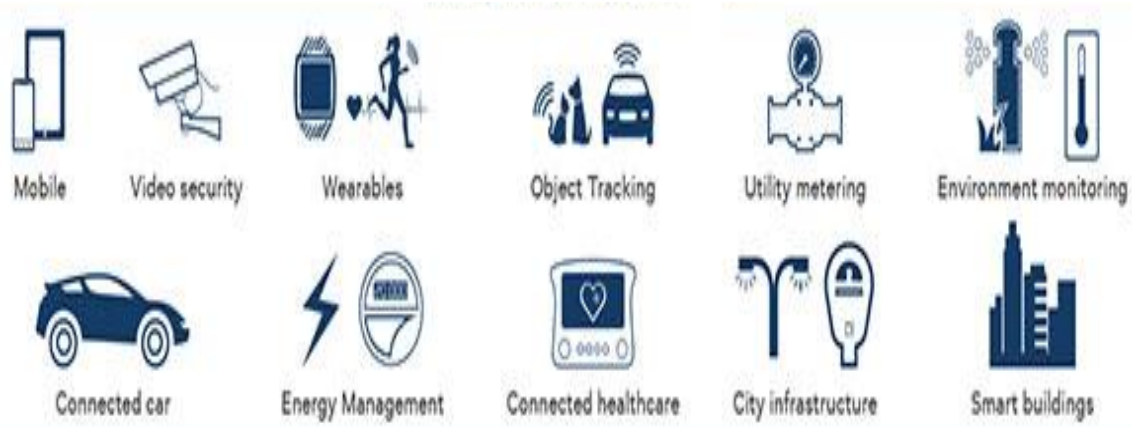 Mobile
Video security
Wearables
Object Tracking
Utility metering
Environment monitoring
Connected car
Energy Management
Connected healthcare
City infrastructure
Smart buildings